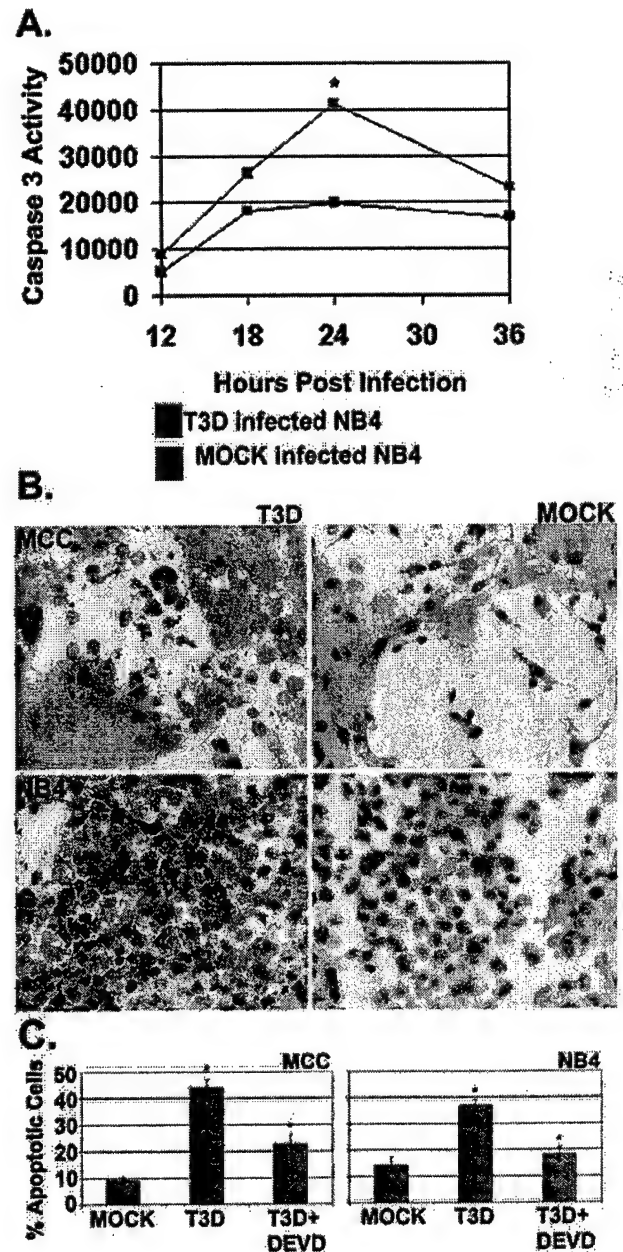 A.
50000
40000
30000
20000
10000
0
Caspase 3 Activity
*
12 18 24 30 36
Hours Post Infection
T3D Infected NB4
MOCK Infected NB4
B.
T3D MOCK
MCC
NB4
C.
% Apoptotic Cells
50
40
30
20
10
0
MCC
*
*
MOCK T3D T3D+
DEVD
NB4
*
*
MOCK T3D T3D+
DEVD